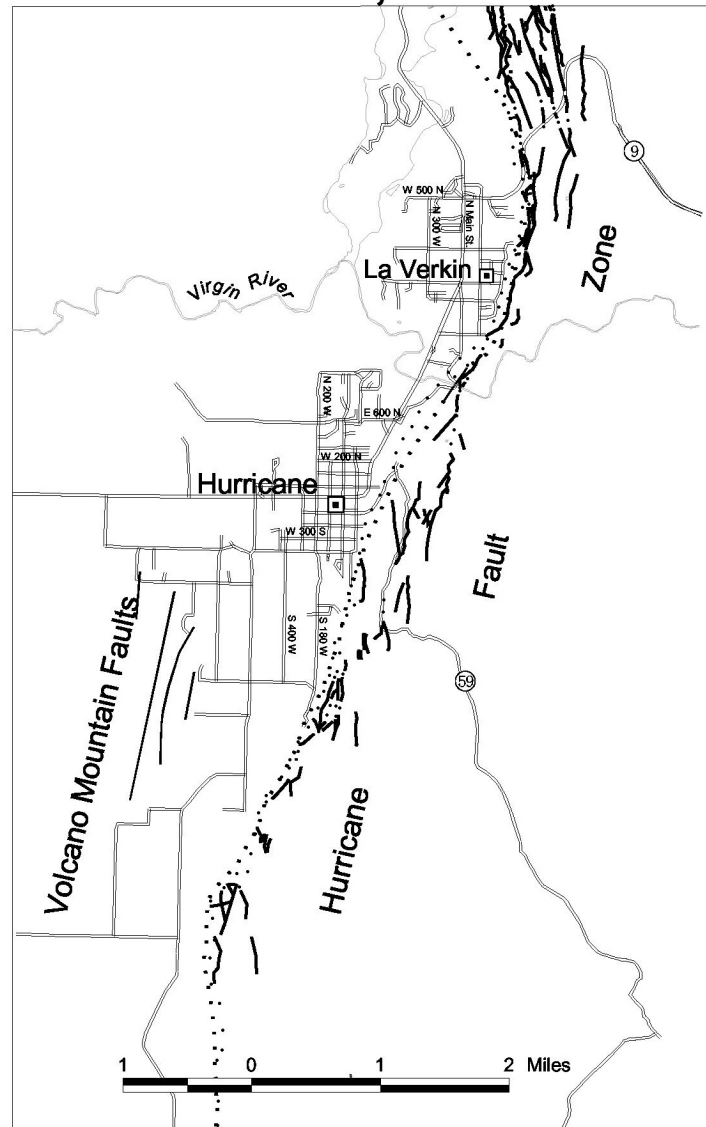 9
W 500 N
N 300 W
N Main St.
La Verkin
Zone
Virgin River
N 200 W
E 600 N
W 200 N
Hurricane
W 300 S
Fault
S 400 W
S 180 W
59
Volcano Mountain Faults
Hurricane
1 0 1 2 Miles